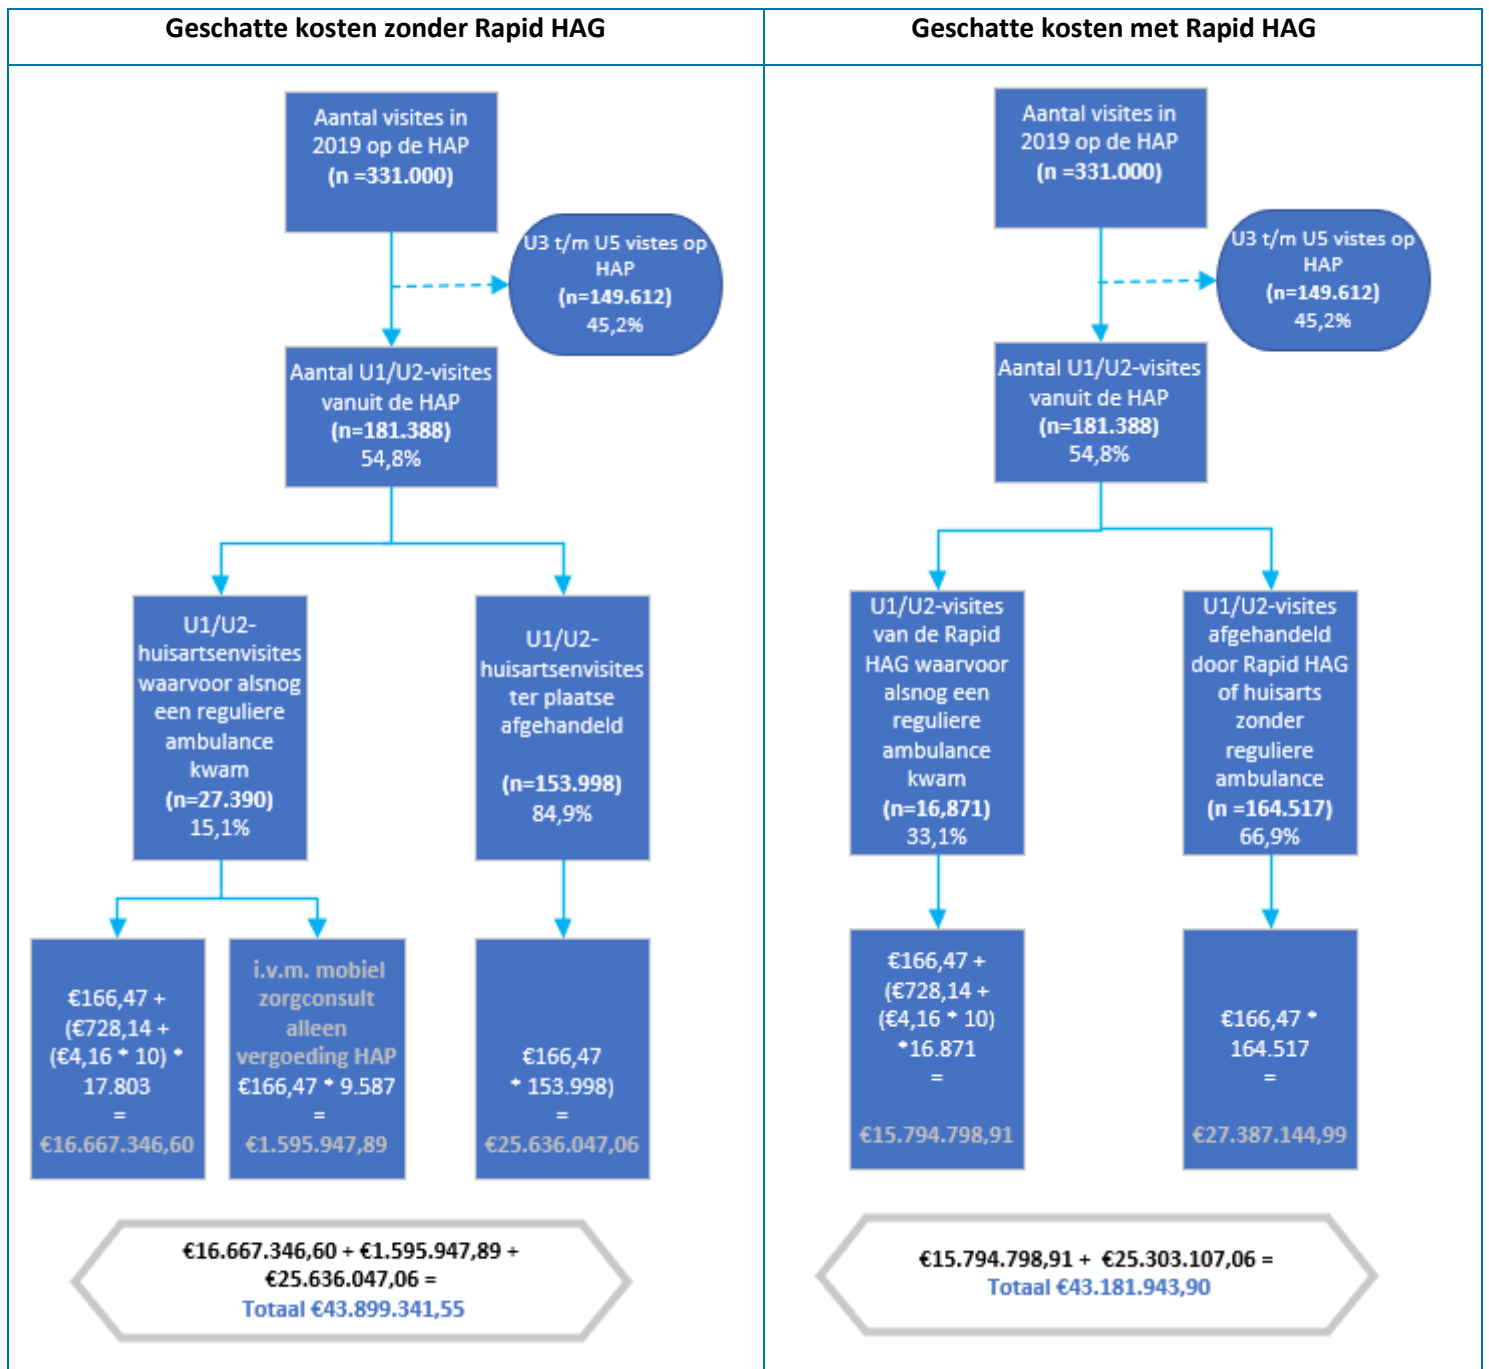 Geschatte kosten zonder Rapid HAG
Aantal visites in
2019 op de HAP
(n =331.000)
U3 t/m U5 vistes op
HAP
(n=149.612)
45,2%
Aantal U1/U2-visites
vanuit de HAP
(n=181.388)
54,8%
U1/U2-
huisartsenvisites
waarvoor alsnog
een reguliere
ambulance
kwam
(n=27.390)
15,1%
U1/U2-
huisartsenvisites
ter plaatse
afgehandeld
(n=153.998)
84,9%
€166,47 +
(€728,14 +
(€4,16 * 10) *
17.803
=
€16.667.346,60
i.v.m. mobiel
zorgconsult
alleen
vergoeding HAP
€166,47 * 9.587
=
€1.595.947,89
€166,47
* 153.998)
=
€25.636.047,06
€16.667.346,60 + €1.595.947,89 +
€25.636.047,06 =
Totaal €43.899.341,55
Geschatte kosten met Rapid HAG
Aantal visites in
2019 op de HAP
(n =331.000)
U3 t/m U5 vistes op
HAP
(n=149.612)
45,2%
Aantal U1/U2-visites
vanuit de HAP
(n=181.388)
54,8%
U1/U2-visites
van de Rapid
HAG waarvoor
alsnog een
reguliere
ambulance
kwam
(n=16,871)
33,1%
U1/U2-visites
afgehandeld
door Rapid HAG
of huisarts
zonder
reguliere
ambulance
(n =164.517)
66,9%
€166,47 +
(€728,14 +
(€4,16 * 10)
*16.871
=
€15.794.798,91
€166,47 *
164.517
=
€27.387.144,99
€15.794.798,91 + €25.303.107,06 =
Totaal €43.181.943,90